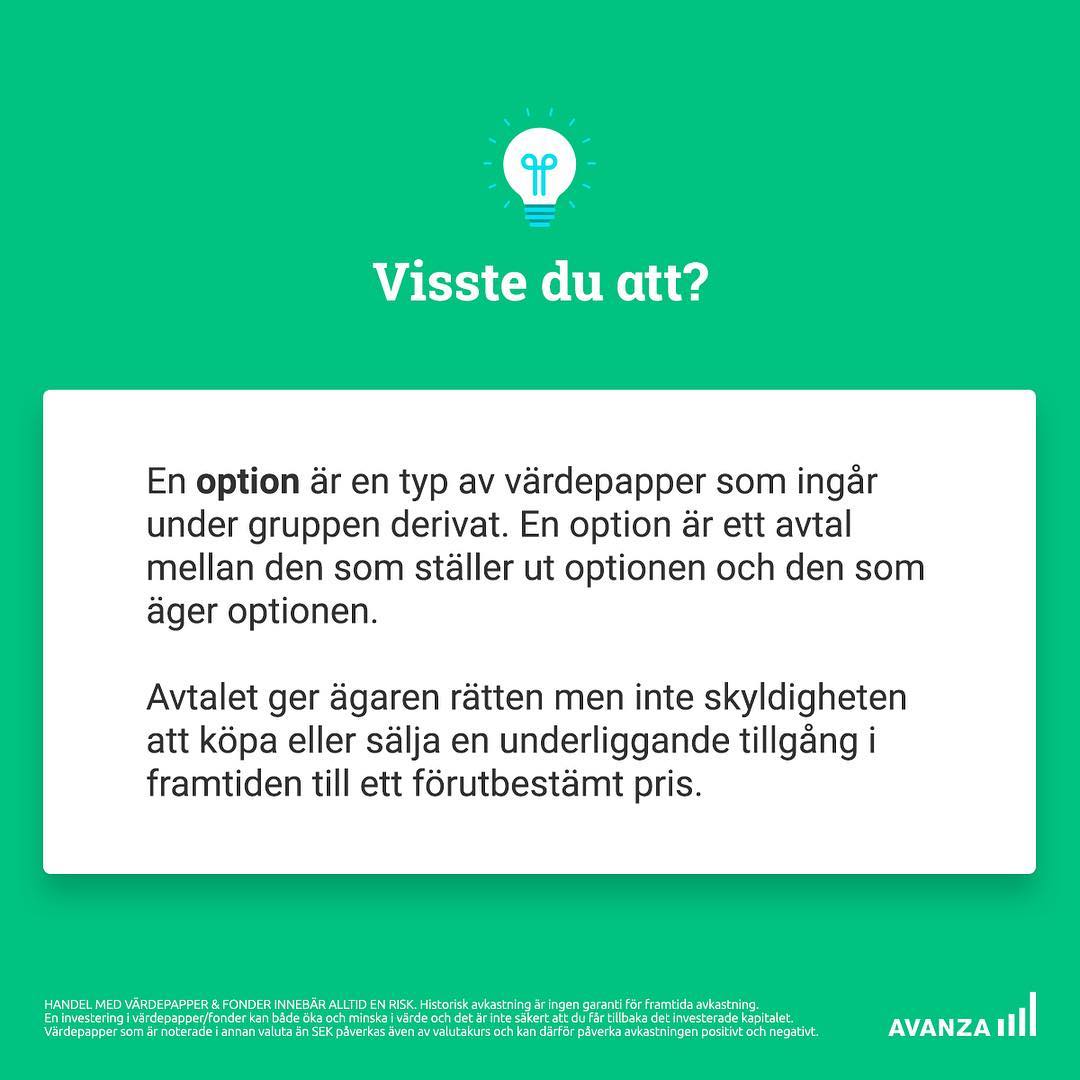 Visste du att?
En option är en typ av värdepapper som ingår
under gruppen derivat. En option är ett avtal
mellan den som ställer ut optionen och den som
äger optionen.
Avtalet ger ägaren rätten men inte skyldigheten
att köpa eller sälja en underliggande tillgång i
framtiden till ett förutbestämt pris.
HANDEL MED VÄRDEPAPPER & FONDER INNEBÄR ALLTID EN RISK. Historisk avkastning är ingen garanti för framtida avkastning.
En investering i värdepapper/fonder kan både öka och minska i värde och det är inte säkert att du får tillbaka det investerade kapitalet.
Värdepapper som är noterade i annan valuta än SEK påverkas även av valutakurs och kan därför påverka avkastningen positivt och negativt.
AVANZA